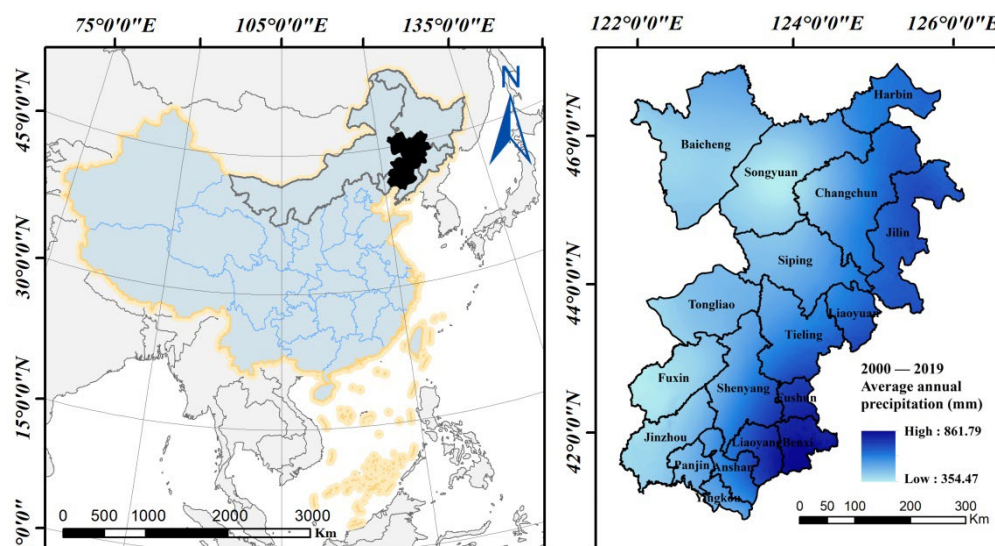 75°0'0"E 105°0'0"E 135°0'0"E
45°0'0"N
30°0'0"N
15°0'0"N
0°0'0"
N
0 500 1000 2000 3000
Km
122°0'E 124°0'E 126°0'E
46°0'0"N
44°0'0"N
42°0'0"N
Harbin
Baicheng
Songyuan
Changchun
Jilin
Siping
Tongliao
Liaoyuan
Tieling
Fuxin
Shenyang
Fushun
Jinzhou
Liaoyang
Benxi
Panjin
Anshan
Yingkou
2000 — 2019
Average annual
precipitation (mm)
High : 861.79
Low : 354.47
0 50 100 200 300
Km